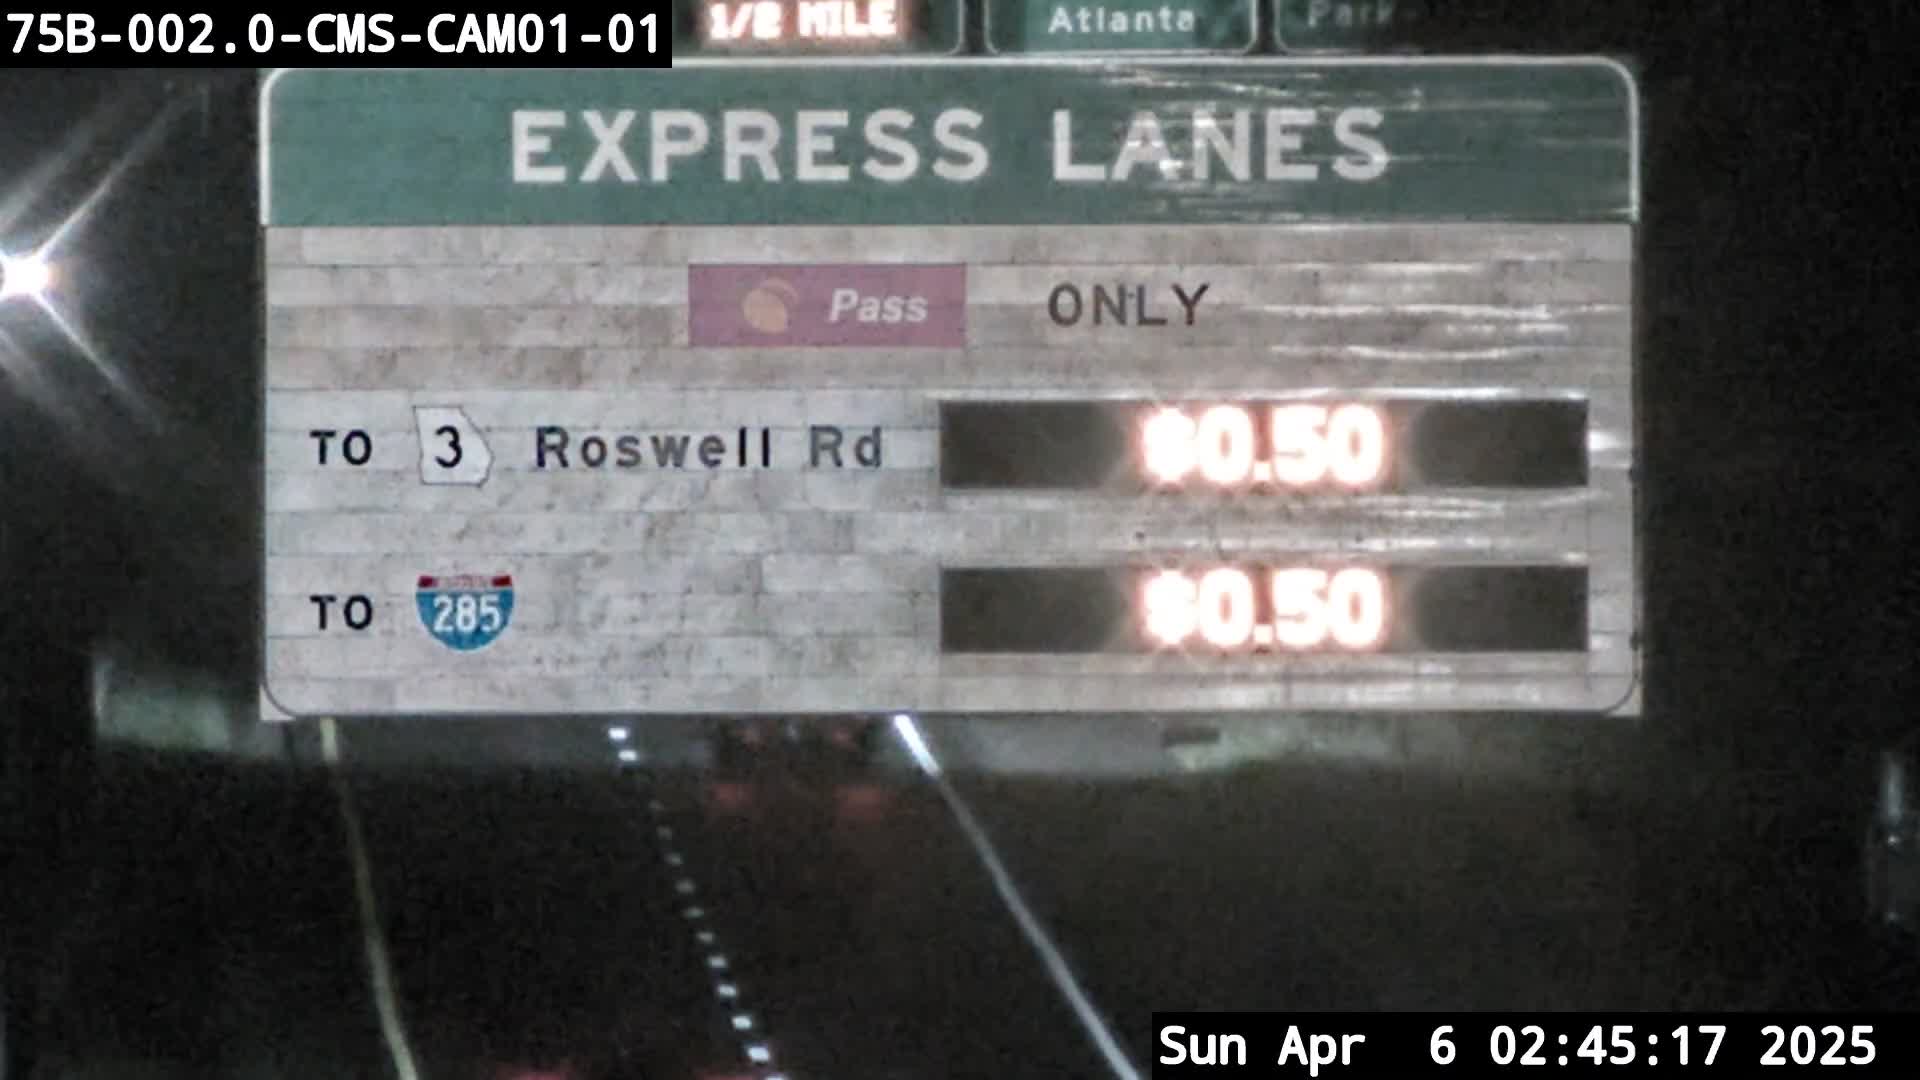 75B-002.0-CMS-CAM01-01
1/2 MILE
Atlanta
Park
EXPRESS LANES
Pass ONLY
TO 3 Roswell Rd $0.50
TO 285 $0.50
Sun Apr 6 02:45:17 2025